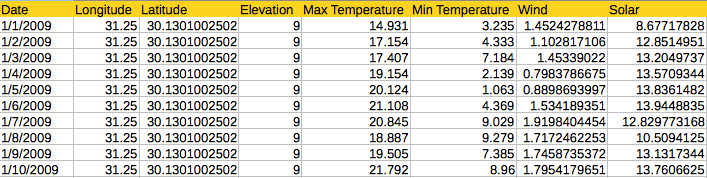 Date Longitude Latitude Elevation Max Temperature Min Temperature Wind Solar
1/1/2009 31.25 30.1301002502 9 14.931 3.235 1.4524278811 8.67717828
1/2/2009 31.25 30.1301002502 9 17.154 4.333 1.102817106 12.8514951
1/3/2009 31.25 30.1301002502 9 17.407 7.184 1.45339022 13.2049737
1/4/2009 31.25 30.1301002502 9 19.154 2.139 0.7983786675 13.5709344
1/5/2009 31.25 30.1301002502 9 20.124 1.063 0.8898693997 13.8361482
1/6/2009 31.25 30.1301002502 9 21.108 4.369 1.534189351 13.9448835
1/7/2009 31.25 30.1301002502 9 20.845 9.029 1.9198404454 12.829773168
1/8/2009 31.25 30.1301002502 9 18.887 9.279 1.7172462253 10.5094125
1/9/2009 31.25 30.1301002502 9 19.505 7.385 1.7458735372 13.1317344
1/10/2009 31.25 30.1301002502 9 21.792 8.96 1.7954179651 13.7606625